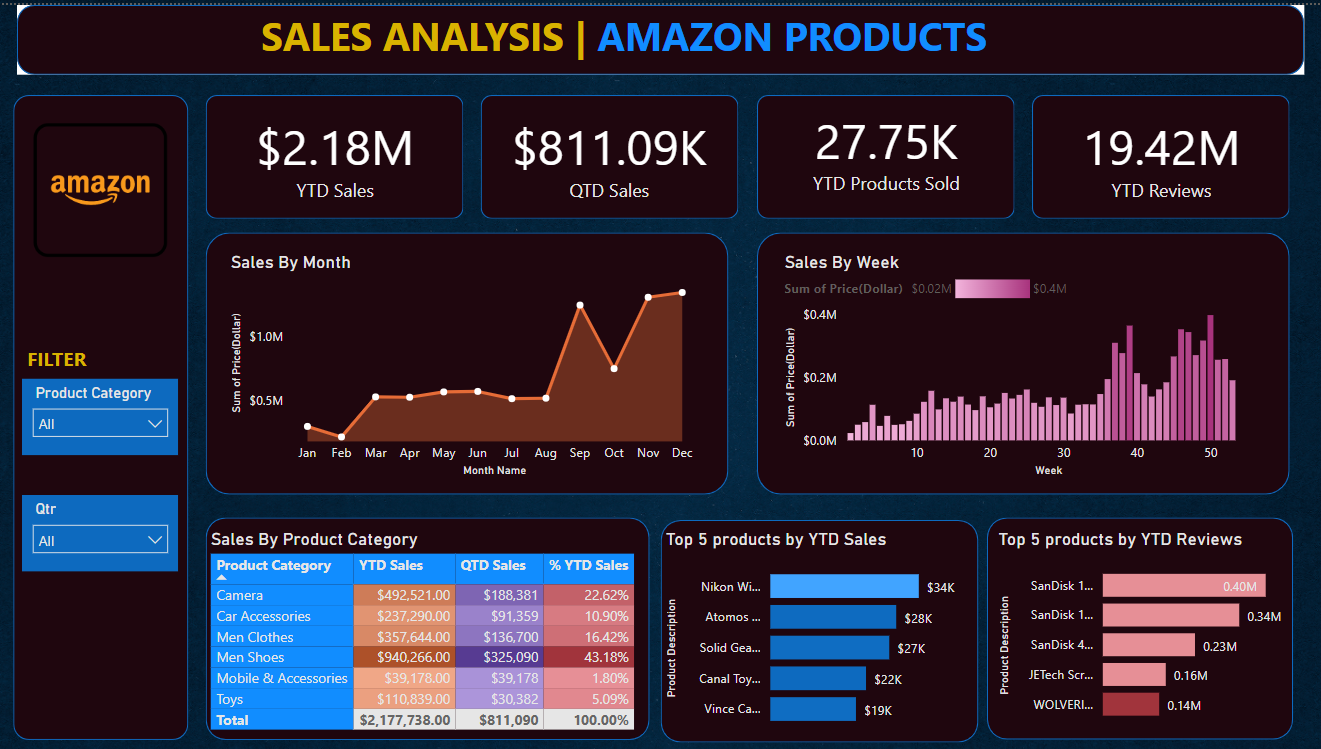 SALES ANALYSIS | AMAZON PRODUCTS
amazon
FILTER
Product Category
All
Qtr
All
$2.18M
YTD Sales
$811.09K
QTD Sales
27.75K
YTD Products Sold
19.42M
YTD Reviews
Sales By Month
Sum of Price(Dollar)
$1.0M
$0.5M
Jan Feb Mar Apr May Jun Jul Aug Sep Oct Nov Dec
Month Name
Sales By Week
Sum of Price(Dollar) $0.02M $0.4M
Sum of Price(Dollar)
$0.4M
$0.2M
$0.0M
10 20 30 40 50
Week
Sales By Product Category
Product Category YTD Sales QTD Sales % YTD Sales
Camera $492,521.00 $188,381 22.62%
Car Accessories $237,290.00 $91,359 10.90%
Men Clothes $357,644.00 $136,700 16.42%
Men Shoes $940,266.00 $325,090 43.18%
Mobile & Accessories $39,178.00 $39,178 1.80%
Toys $110,839.00 $30,382 5.09%
Total $2,177,738.00 $811,090 100.00%
Top 5 products by YTD Sales
Product Description
Nikon Wi... $34K
Atomos ... $28K
Solid Gea... $27K
Canal Toy... $22K
Vince Ca... $19K
Top 5 products by YTD Reviews
Product Description
SanDisk 1... 0.40M
SanDisk 1... 0.34M
SanDisk 4... 0.23M
JETech Scr... 0.16M
WOLVERI... 0.14M